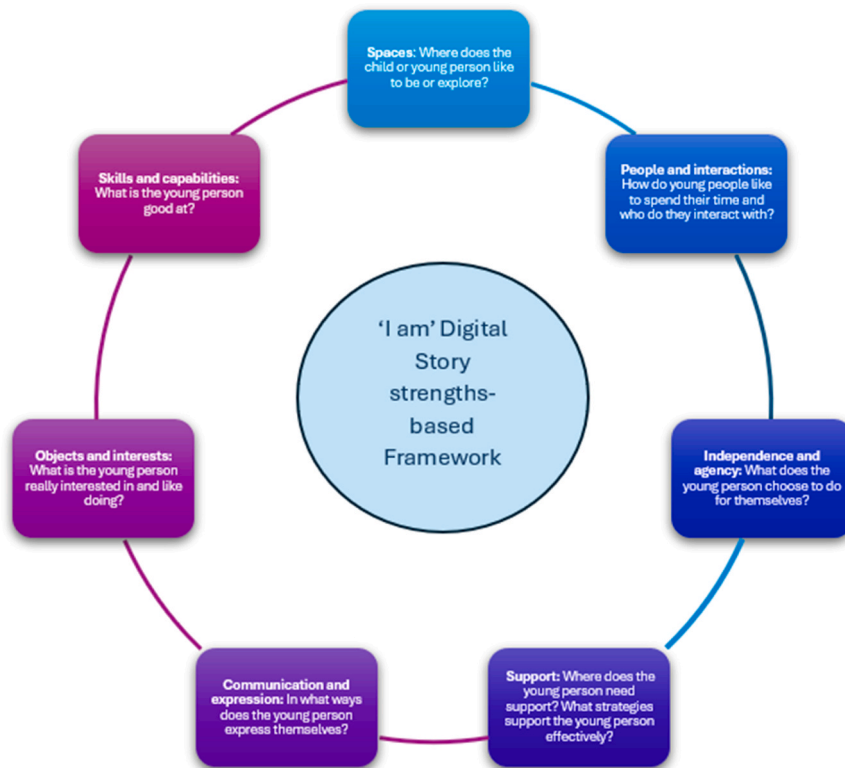 Spaces: Where does the
child or young person like
to be or explore?
People and interactions:
How do young people like
to spend their time and
who do they interact with?
Independence and
agency: What does the
young person choose to do
for themselves?
Support: Where does the
young person need
support? What strategies
support the young person
effectively?
Communication and
expression: In what ways
does the young person
express themselves?
Objects and interests:
What is the young person
really interested in and like
doing?
Skills and capabilities:
What is the young person
good at?
‘I am’ Digital
Story
strengths-
based
Framework